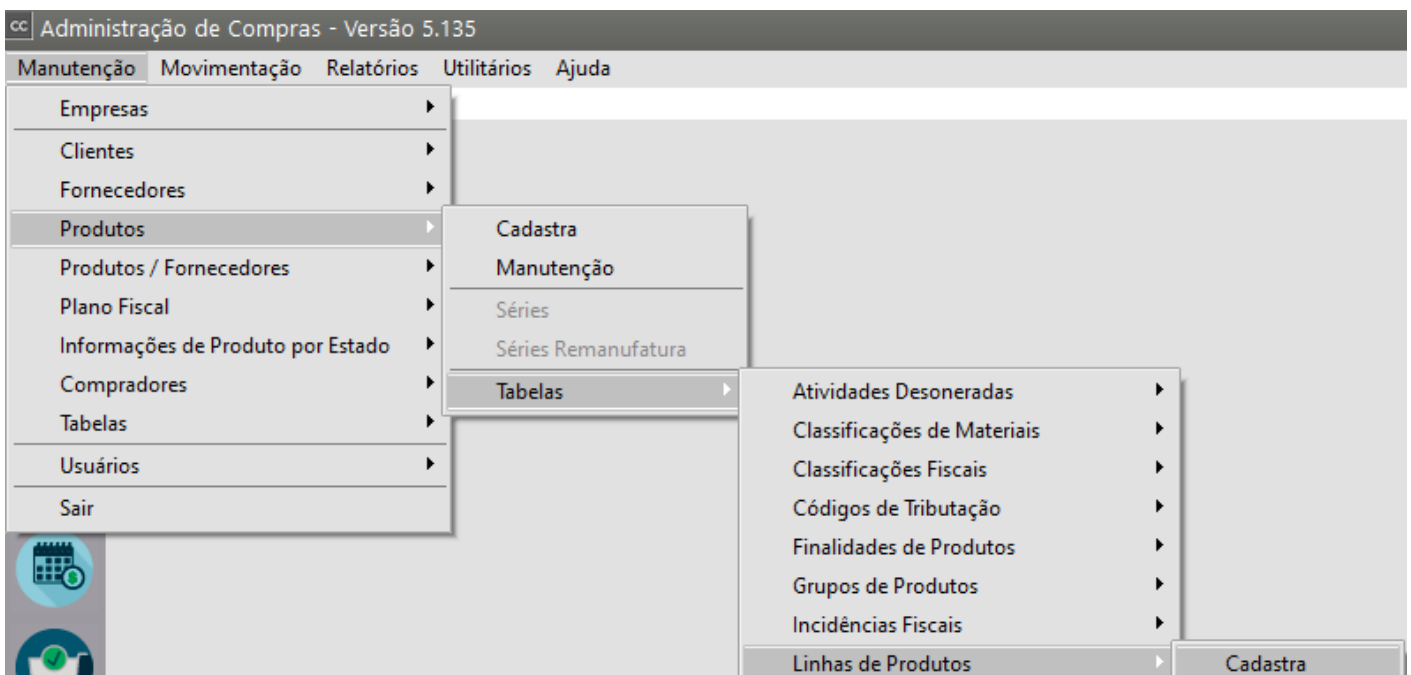 cc Administração de Compras - Versão 5.135
Manutenção Movimentação Relatórios Utilitários Ajuda
Empresas
Clientes
Fornecedores
Produtos
Produtos / Fornecedores
Plano Fiscal
Informações de Produto por Estado
Compradores
Tabelas
Usuários
Sair
Cadastra
Manutenção
Séries
Séries Remanufatura
Tabelas
Atividades Desoneradas
Classificações de Materiais
Classificações Fiscais
Códigos de Tributação
Finalidades de Produtos
Grupos de Produtos
Incidências Fiscais
Linhas de Produtos
Cadastra